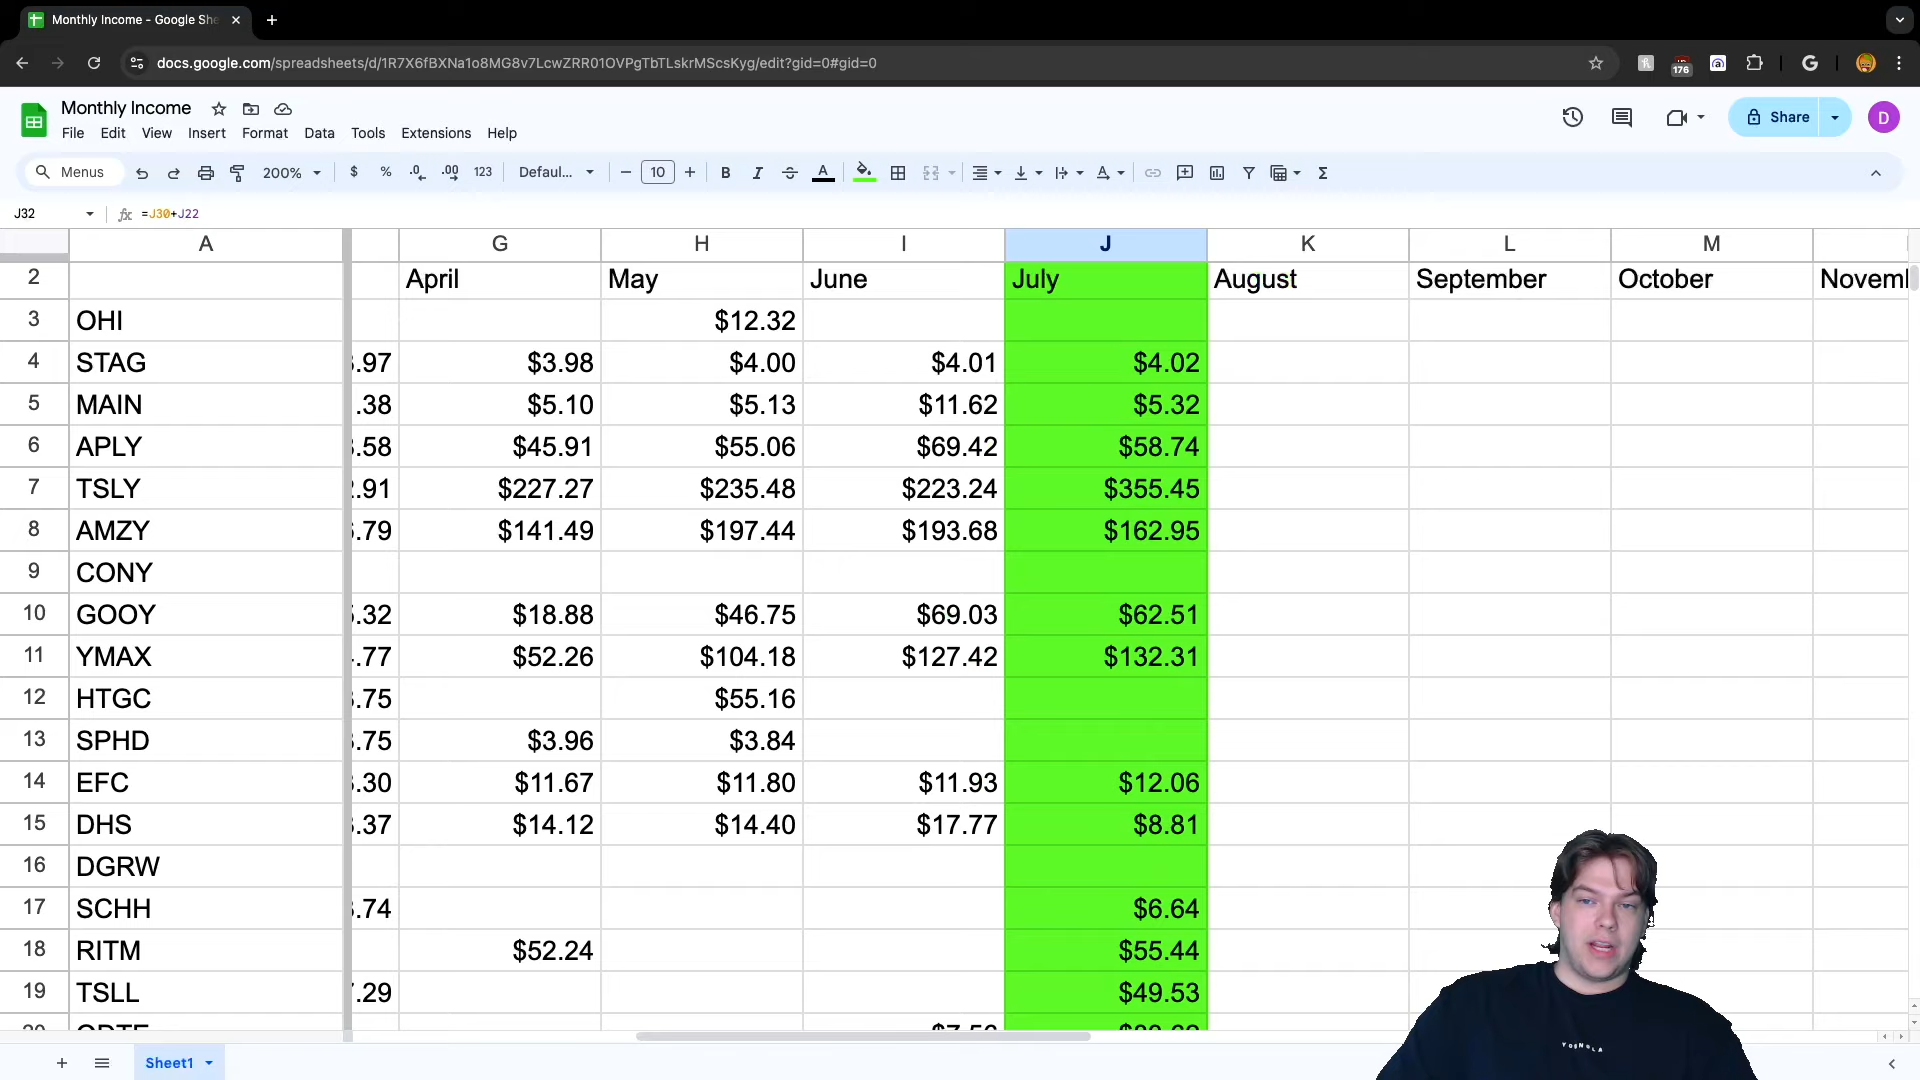 Monthly Income - Google She
docs.google.com/spreadsheets/d/1R7X6fBXNa1o8MG8v7LcwZRR01OVPgTbTLskrMScsKyg/edit?gid=0#gid=0
176
Monthly Income
File Edit View Insert Format Data Tools Extensions Help
Share
D
Menus 200% $ % .0 .00 123 Defaul... 10 B I A
J32 fx =J30+J22
A G H I J K L M
2 April May June July August September October Novem
3 OHI $12.32
4 STAG .97 $3.98 $4.00 $4.01 $4.02
5 MAIN .38 $5.10 $5.13 $11.62 $5.32
6 APLY .58 $45.91 $55.06 $69.42 $58.74
7 TSLY .91 $227.27 $235.48 $223.24 $355.45
8 AMZY .79 $141.49 $197.44 $193.68 $162.95
9 CONY
10 GOOY .32 $18.88 $46.75 $69.03 $62.51
11 YMAX .77 $52.26 $104.18 $127.42 $132.31
12 HTGC .75 $55.16
13 SPHD .75 $3.96 $3.84
14 EFC .30 $11.67 $11.80 $11.93 $12.06
15 DHS .37 $14.12 $14.40 $17.77 $8.81
16 DGRW
17 SCHH .74 $6.64
18 RITM $52.24 $55.44
19 TSLL .29 $49.53
Sheet1